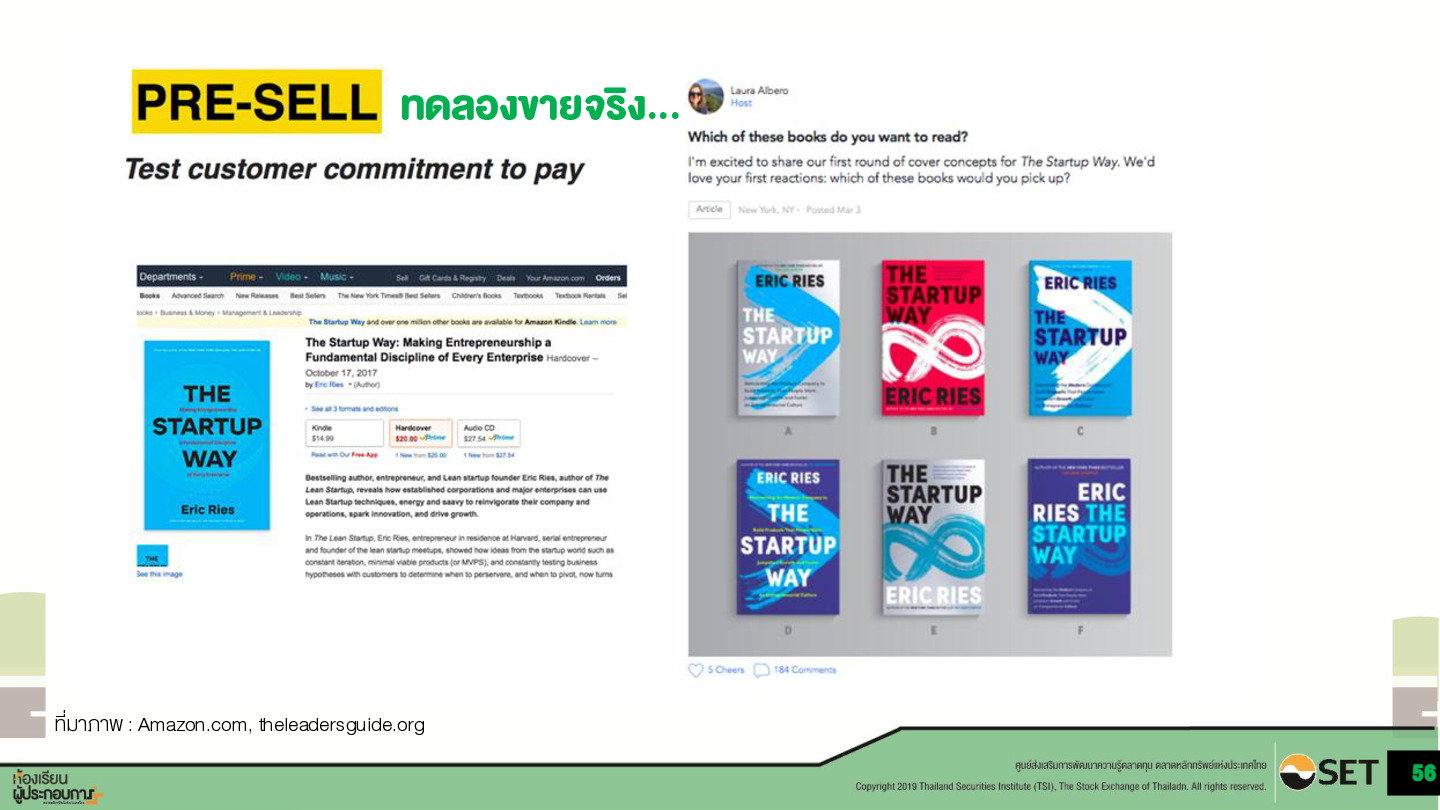 PRE-SELL ทดลองขายจริง...
Test customer commitment to pay
Departments Prime Video Music Sell Gift Cards & Registry Deals Your Amazon.com Orders
Books Advanced Search New Releases Best Sellers The New York Times® Best Sellers Children's Books Textbooks Textbook Rentals Sel
ooks › Business & Money › Management & Leadership
The Startup Way and over one million other books are available for Amazon Kindle. Learn more
THE
STARTUP
WAY
Eric Ries
THE
See this image
The Startup Way: Making Entrepreneurship a
Fundamental Discipline of Every Enterprise Hardcover –
October 17, 2017
by Eric Ries (Author)
› See all 3 formats and editions
Kindle
$14.99
Hardcover
$20.00 Prime
Audio CD
$27.54 Prime
Read with Our Free App
1 New from $20.00
1 New from $27.54
Bestselling author, entrepreneur, and Lean startup founder Eric Ries, author of The
Lean Startup, reveals how established corporations and major enterprises can use
Lean Startup techniques, energy and saavy to reinvigorate their company and
operations, spark innovation, and drive growth.
In The Lean Startup, Eric Ries, entrepreneur in residence at Harvard, serial entrepreneur
and founder of the lean startup meetups, showed how ideas from the startup world such as
constant iteration, minimal viable products (or MVPS), and constantly testing business
hypotheses with customers to determine when to perservere, and when to pivot, now turns
Laura Albero
Host
Which of these books do you want to read?
I'm excited to share our first round of cover concepts for The Startup Way. We'd
love your first reactions: which of these books would you pick up?
Article New York, NY · Posted Mar 3
ERIC RIES
THE
STARTUP
WAY
A
THE
STARTUP
WAY
ERIC RIES
B
ERIC RIES
THE
STARTUP
WAY
C
ERIC RIES
THE
STARTUP
WAY
D
THE
STARTUP
WAY
ERIC RIES
E
ERIC
RIES THE
STARTUP
WAY
F
5 Cheers 184 Comments
ที่มาภาพ : Amazon.com, theleadersguide.org
ห้องเรียน
ผู้ประกอบการ
ศูนย์ส่งเสริมการพัฒนาความรู้ตลาดทุน ตลาดหลักทรัพย์แห่งประเทศไทย
Copyright 2019 Thailand Securities Institute (TSI), The Stock Exchange of Thailadn. All rights reserved.
SET
56